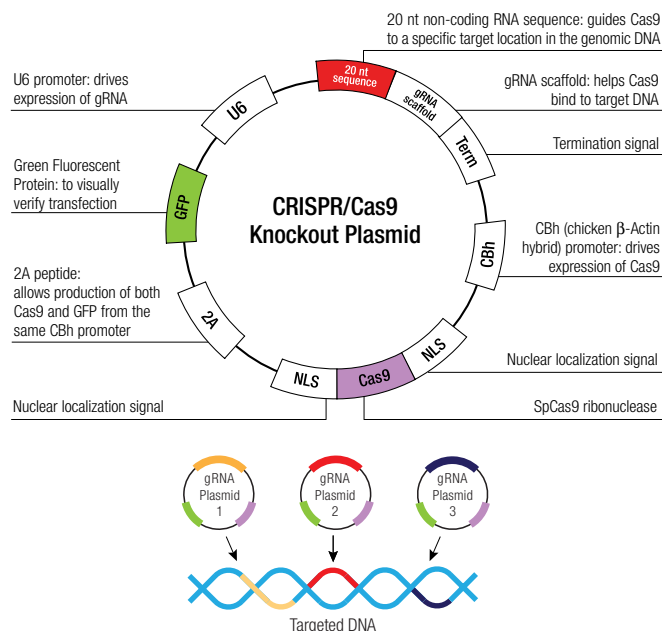 20 nt non-coding RNA sequence: guides Cas9
to a specific target location in the genomic DNA
U6 promoter: drives
expression of gRNA
20 nt
sequence
gRNA
scaffold
gRNA scaffold: helps Cas9
bind to target DNA
U6
Term
Termination signal
Green Fluorescent
Protein: to visually
verify transfection
GFP
CRISPR/Cas9
Knockout Plasmid
CBh
CBh (chicken β-Actin
hybrid) promoter: drives
expression of Cas9
2A peptide:
allows production of both
Cas9 and GFP from the
same CBh promoter
2A
NLS
Cas9
NLS
Nuclear localization signal
Nuclear localization signal
SpCas9 ribonuclease
gRNA
Plasmid
1
gRNA
Plasmid
2
gRNA
Plasmid
3
Targeted DNA